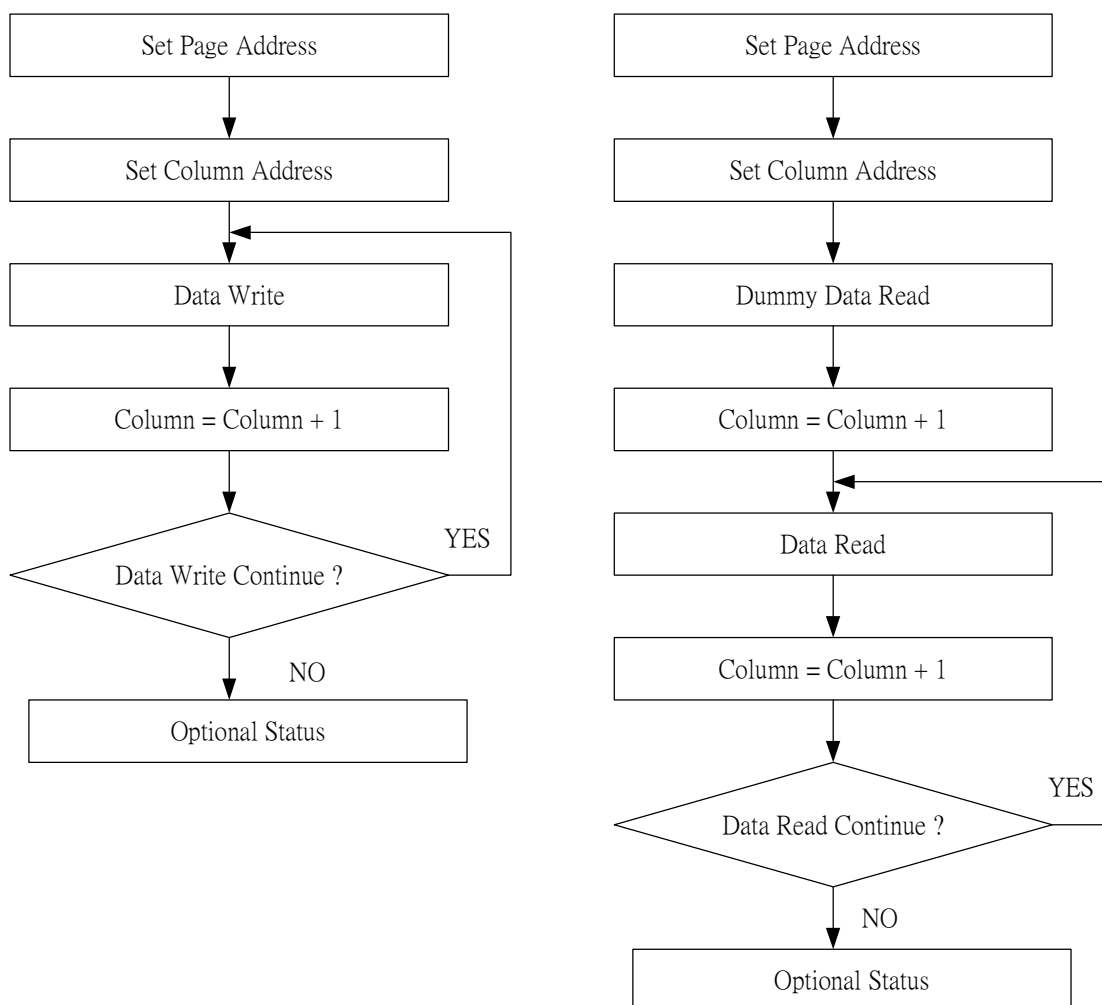 Set Page Address
Set Column Address
Data Write
Column = Column + 1
Data Write Continue ?
YES
NO
Optional Status
Set Page Address
Set Column Address
Dummy Data Read
Column = Column + 1
Data Read
Column = Column + 1
Data Read Continue ?
YES
NO
Optional Status